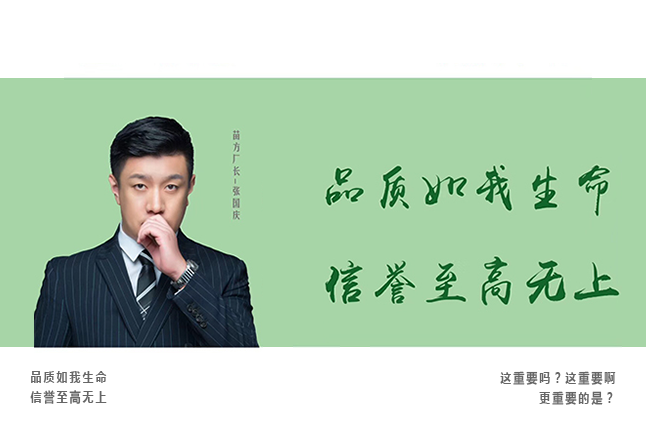 苗方厂长-张国庆
品质如我生命
信誉至高无上
品质如我生命
信誉至高无上
这重要吗？这重要啊
更重要的是？